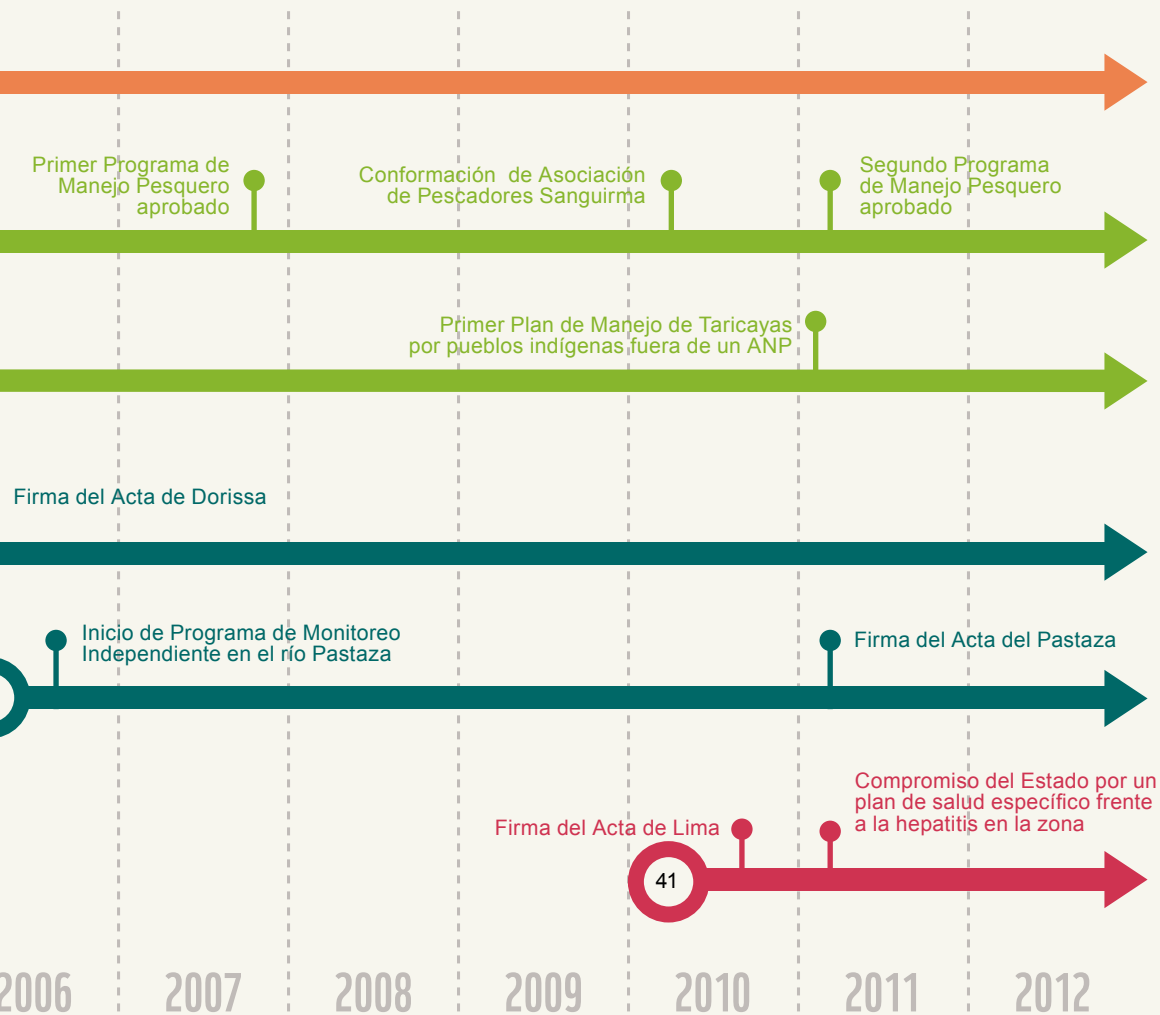 Primer Programa de
Manejo Pesquero
aprobado
Conformación de Asociación
de Pescadores Sanguirma
Segundo Programa
de Manejo Pesquero
aprobado
Primer Plan de Manejo de Taricayas
por pueblos indígenas fuera de un ANP
Firma del Acta de Dorissa
Inicio de Programa de Monitoreo
Independiente en el río Pastaza
Firma del Acta del Pastaza
Compromiso del Estado por un
plan de salud específico frente
a la hepatitis en la zona
Firma del Acta de Lima
41
2006 2007 2008 2009 2010 2011 2012